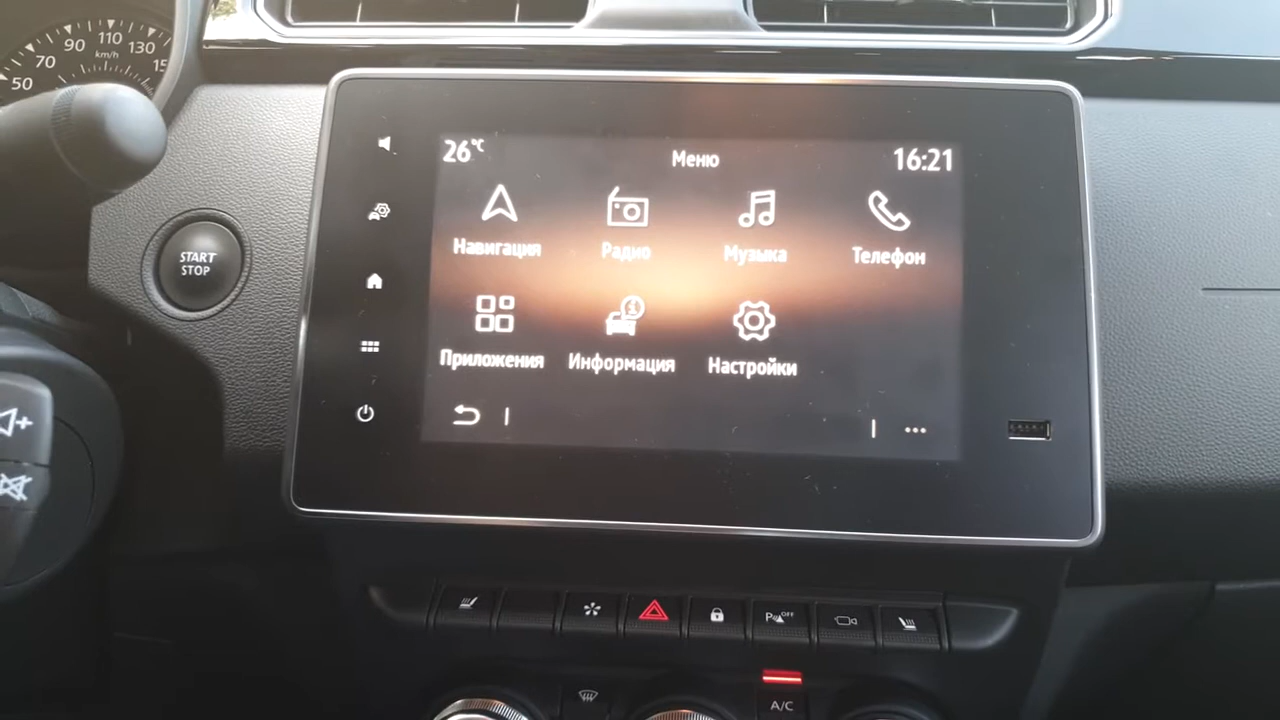 50 70 90 110 130
km/h
26°C Меню 16:21
Навигация Радио Музыка Телефон
Приложения Информация Настройки
START
STOP
P OFF
A/C